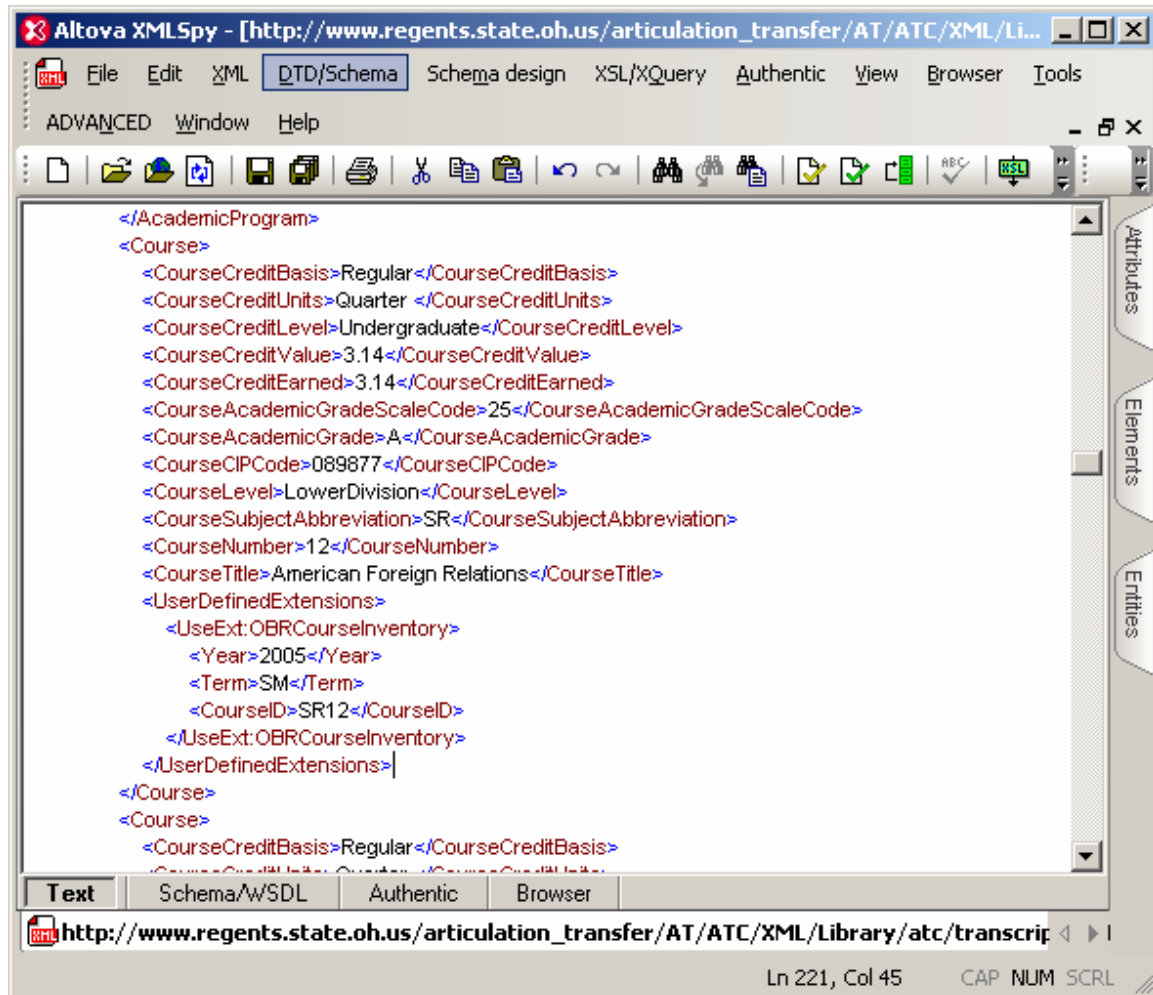 Altova XMLSpy - [http://www.regents.state.oh.us/articulation_transfer/AT/ATC/XML/Li...
File Edit XML DTD/Schema Schema design XSL/XQuery Authentic View Browser Tools
ADVANCED Window Help
</AcademicProgram>
<Course>
<CourseCreditBasis>Regular</CourseCreditBasis>
<CourseCreditUnits>Quarter </CourseCreditUnits>
<CourseCreditLevel>Undergraduate</CourseCreditLevel>
<CourseCreditValue>3.14</CourseCreditValue>
<CourseCreditEarned>3.14</CourseCreditEarned>
<CourseAcademicGradeScaleCode>25</CourseAcademicGradeScaleCode>
<CourseAcademicGrade>A</CourseAcademicGrade>
<CourseCIPCode>089877</CourseCIPCode>
<CourseLevel>LowerDivision</CourseLevel>
<CourseSubjectAbbreviation>SR</CourseSubjectAbbreviation>
<CourseNumber>12</CourseNumber>
<CourseTitle>American Foreign Relations</CourseTitle>
<UserDefinedExtensions>
<UseExt:OBRCourseInventory>
<Year>2005</Year>
<Term>SM</Term>
<CourseID>SR12</CourseID>
</UseExt:OBRCourseInventory>
</UserDefinedExtensions>
</Course>
<Course>
<CourseCreditBasis>Regular</CourseCreditBasis>
<CourseCreditUnits>Quarter </CourseCreditUnits>
Attributes
Elements
Entities
Text Schema/WSDL Authentic Browser
http://www.regents.state.oh.us/articulation_transfer/AT/ATC/XML/Library/atc/transcrip
Ln 221, Col 45 CAP NUM SCRL